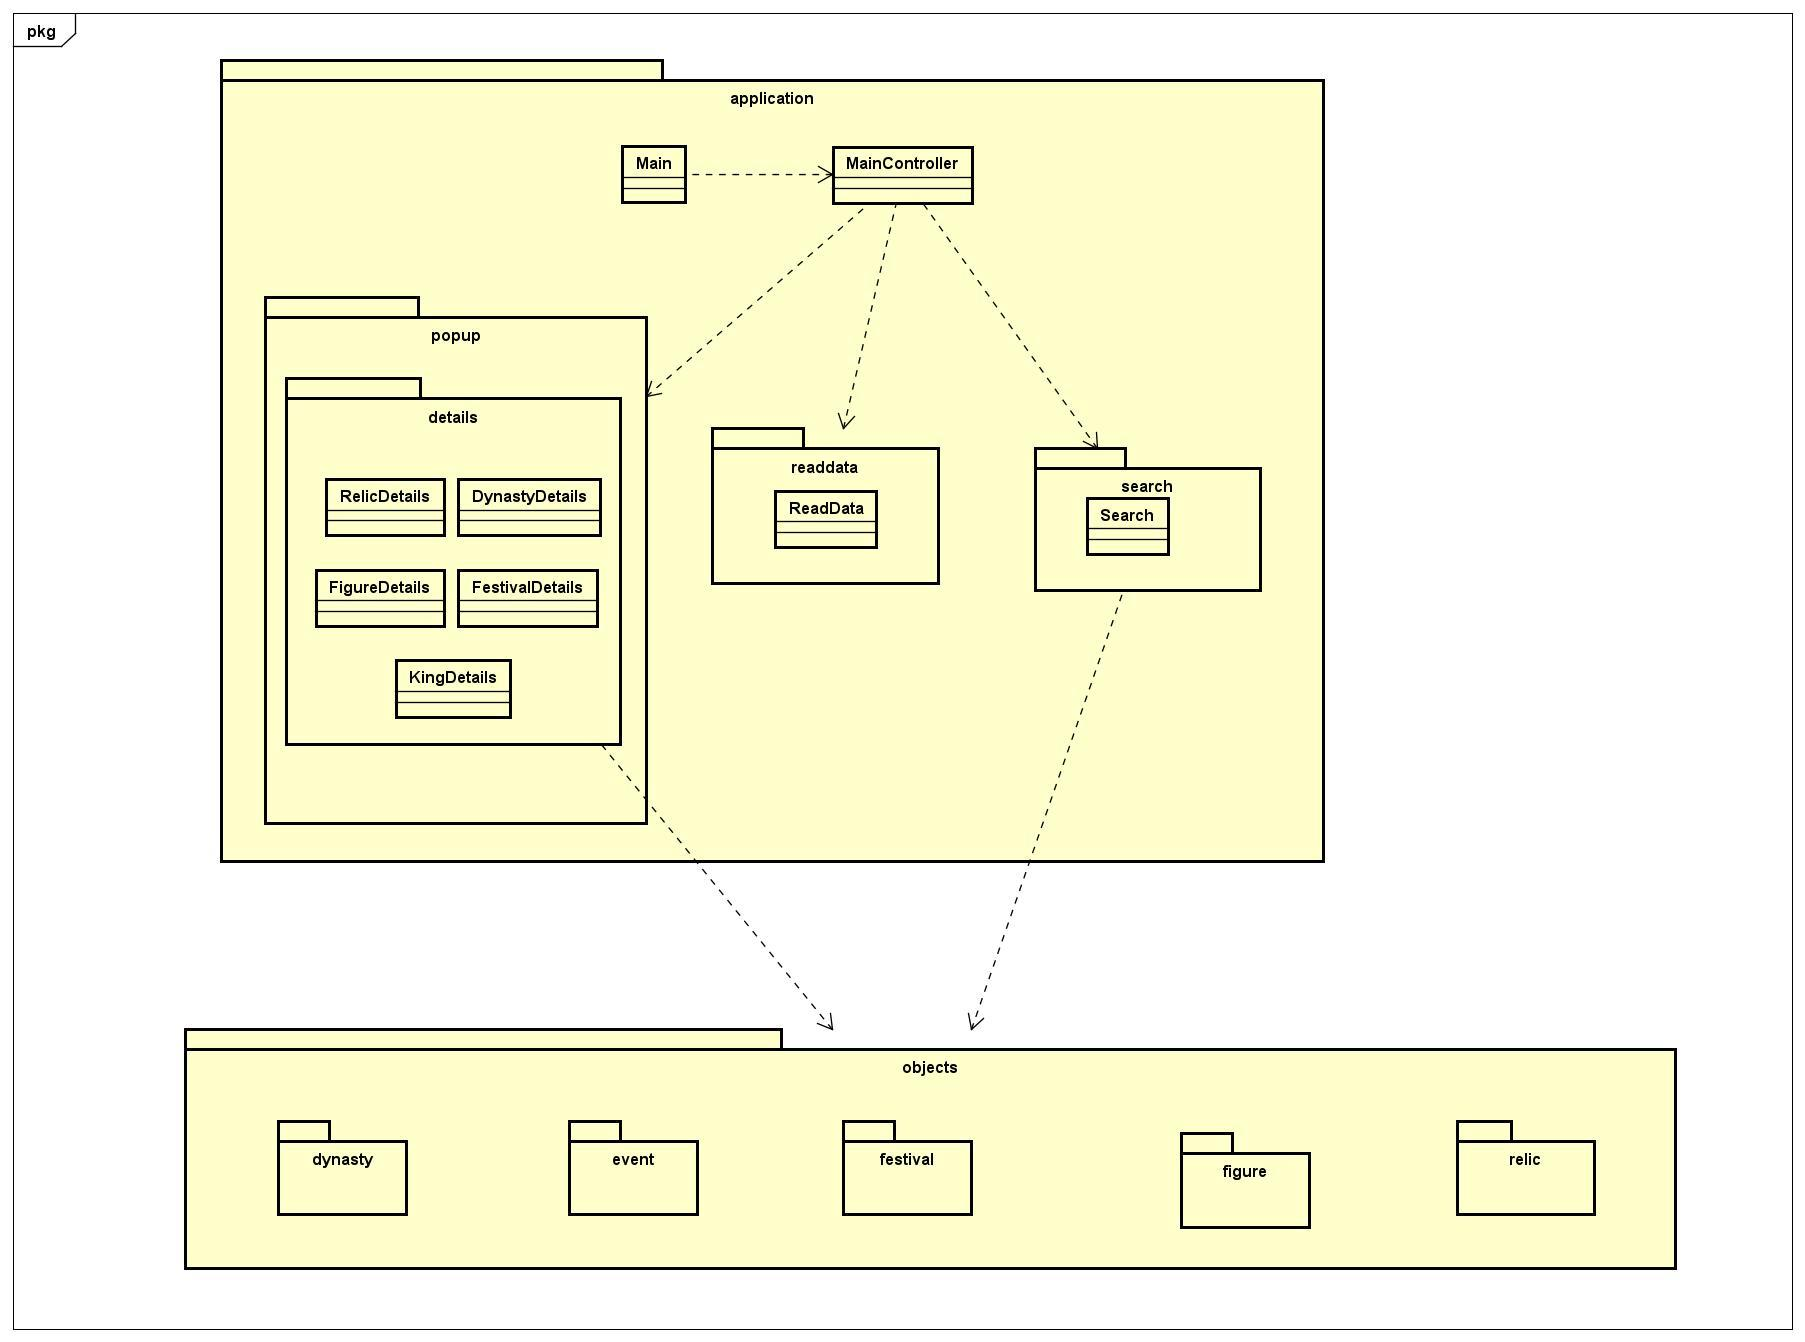 pkg
application
Main
MainController
popup
details
RelicDetails
DynastyDetails
FigureDetails
FestivalDetails
KingDetails
readdata
ReadData
search
Search
objects
dynasty
event
festival
figure
relic